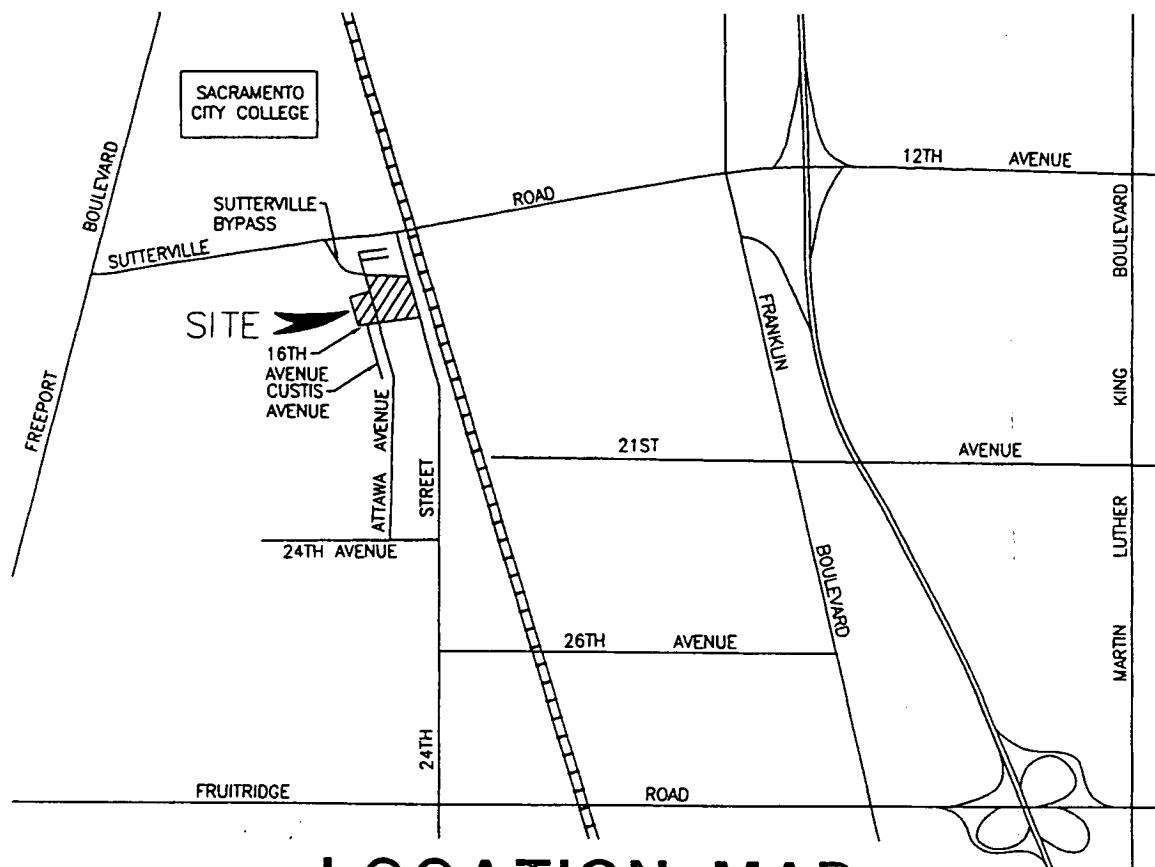 SACRAMENTO
CITY COLLEGE
12TH AVENUE
SUTTERVILLE
BYPASS
ROAD
BOULEVARD
SUTTERVILLE
BOULEVARD
SITE
16TH
AVENUE
CUSTIS
AVENUE
FRANKLIN
KING
FREEPORT
ATTAWA AVENUE
21ST AVENUE
STREET
LUTHER
24TH AVENUE
BOULEVARD
26TH AVENUE
MARTIN
24TH
FRUITRIDGE ROAD
LOCATION MAP